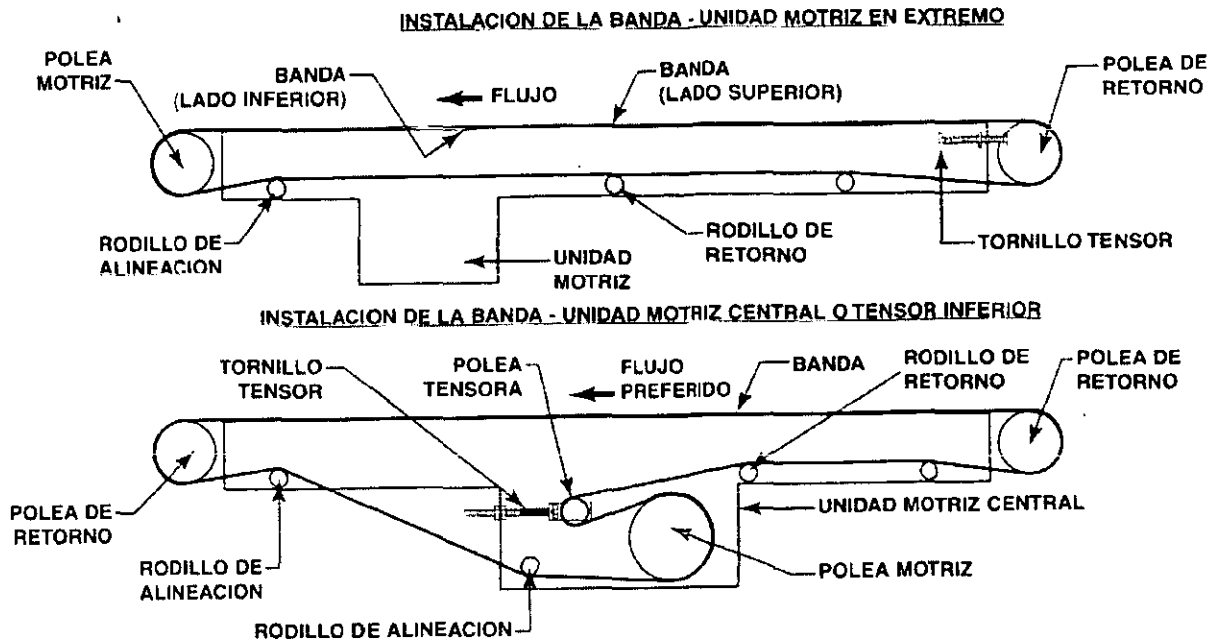 INSTALACION DE LA BANDA - UNIDAD MOTRIZ EN EXTREMO
POLEA
MOTRIZ
BANDA
(LADO INFERIOR)
FLUJO
BANDA
(LADO SUPERIOR)
POLEA DE
RETORNO
RODILLO DE
ALINEACION
UNIDAD
MOTRIZ
RODILLO DE
RETORNO
TORNILLO TENSOR
INSTALACION DE LA BANDA - UNIDAD MOTRIZ CENTRAL O TENSOR INFERIOR
TORNILLO
TENSOR
POLEA
TENSORA
FLUJO
PREFERIDO
BANDA
RODILLO DE
RETORNO
POLEA DE
RETORNO
POLEA DE
RETORNO
RODILLO DE
ALINEACION
UNIDAD MOTRIZ CENTRAL
POLEA MOTRIZ
RODILLO DE ALINEACION